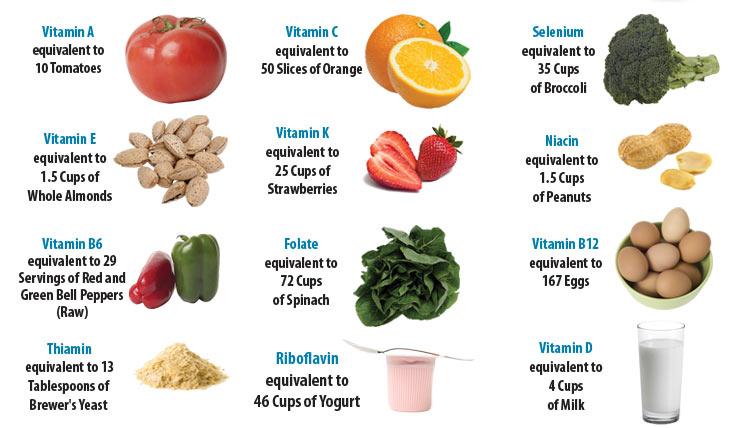 Vitamin A
equivalent to
10 Tomatoes
Vitamin C
equivalent to
50 Slices of Orange
Selenium
equivalent to
35 Cups
of Broccoli
Vitamin E
equivalent to
1.5 Cups of
Whole Almonds
Vitamin K
equivalent to
25 Cups of
Strawberries
Niacin
equivalent to
1.5 Cups
of Peanuts
Vitamin B6
equivalent to 29
Servings of Red and
Green Bell Peppers
(Raw)
Folate
equivalent to
72 Cups
of Spinach
Vitamin B12
equivalent to
167 Eggs
Thiamin
equivalent to 13
Tablespoons of
Brewer's Yeast
Riboflavin
equivalent to
46 Cups of Yogurt
Vitamin D
equivalent to
4 Cups
of Milk